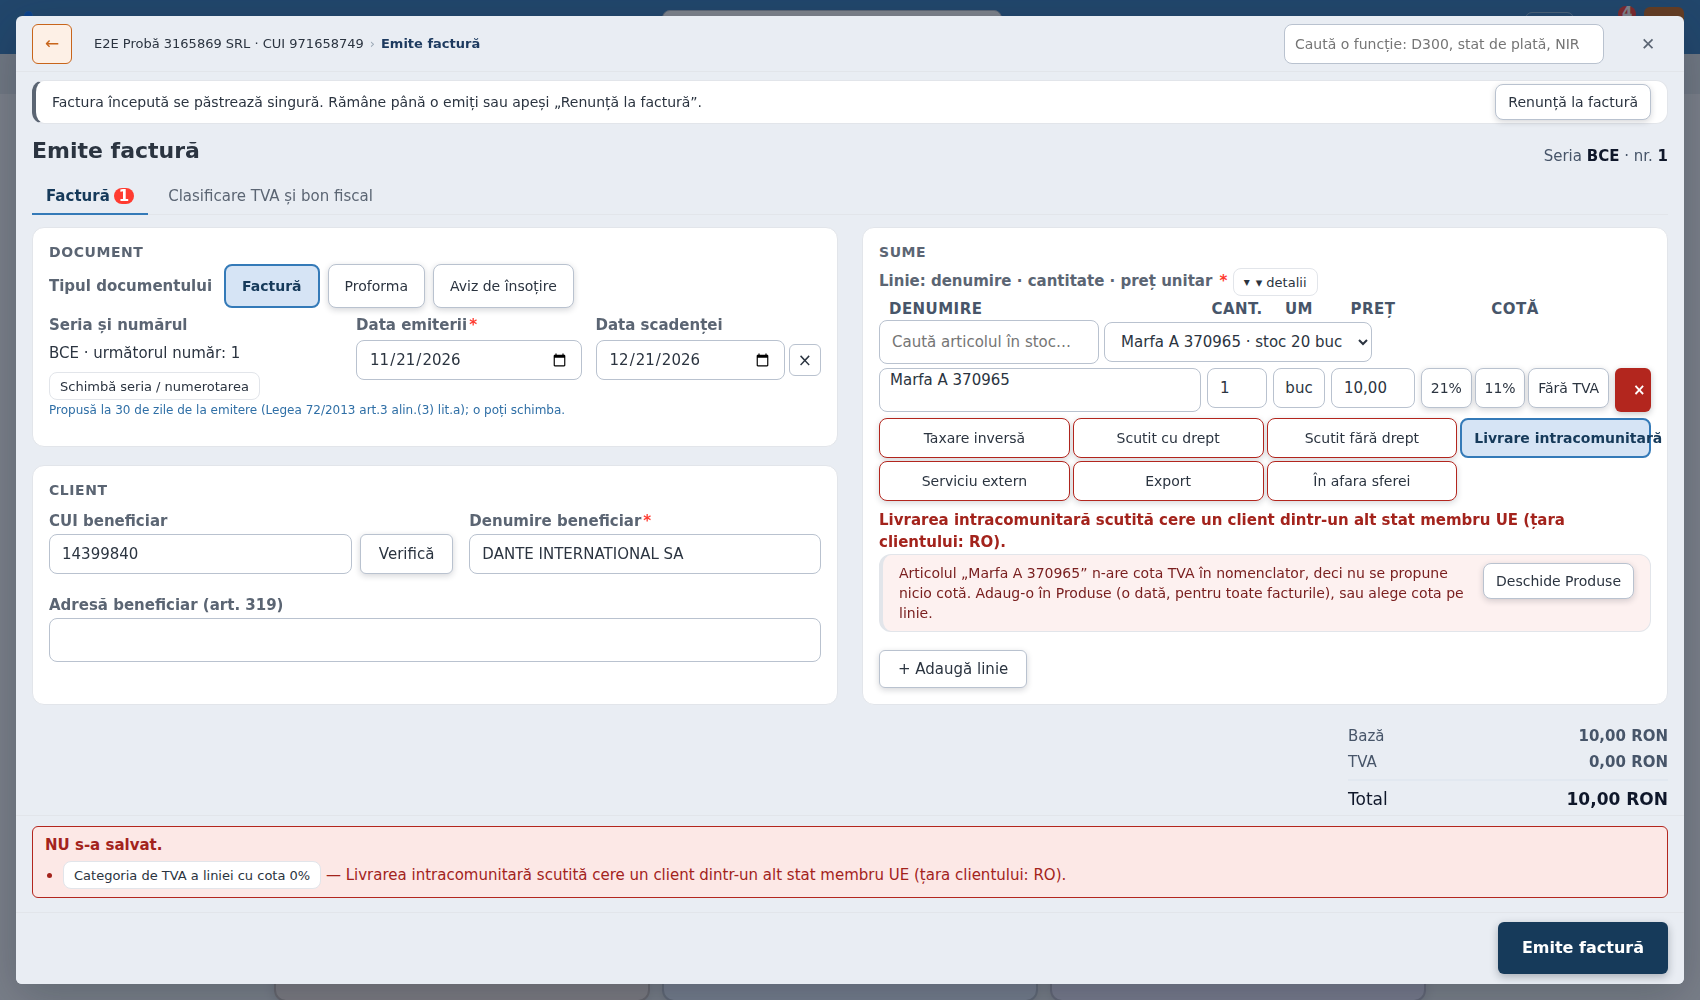 4
←
E2E Probă 3165869 SRL · CUI 971658749 › Emite factură
Caută o funcție: D300, stat de plată, NIR
×
Factura începută se păstrează singură. Rămâne până o emiți sau apeși „Renunță la factură”.
Renunță la factură
Emite factură
Seria BCE · nr. 1
Factură 1
Clasificare TVA și bon fiscal
DOCUMENT
Tipul documentului
Factură
Proforma
Aviz de însoțire
Seria și numărul
Data emiterii*
Data scadenței
BCE · următorul număr: 1
11/21/2026
12/21/2026
×
Schimbă seria / numerotarea
Propusă la 30 de zile de la emitere (Legea 72/2013 art.3 alin.(3) lit.a); o poți schimba.
CLIENT
CUI beneficiar
Denumire beneficiar*
14399840
Verifică
DANTE INTERNATIONAL SA
Adresă beneficiar (art. 319)
SUME
Linie: denumire · cantitate · preț unitar *
▾ ▾ detalii
DENUMIRE CANT. UM PREȚ COTĂ
Caută articolul în stoc…
Marfa A 370965 · stoc 20 buc
Marfa A 370965
1
buc
10,00
21%
11%
Fără TVA
×
Taxare inversă
Scutit cu drept
Scutit fără drept
Livrare intracomunitară
Serviciu extern
Export
În afara sferei
Livrarea intracomunitară scutită cere un client dintr-un alt stat membru UE (țara
clientului: RO).
Articolul „Marfa A 370965” n-are cota TVA în nomenclator, deci nu se propune
nicio cotă. Adaug-o în Produse (o dată, pentru toate facturile), sau alege cota pe
linie.
Deschide Produse
+ Adaugă linie
Bază 10,00 RON
TVA 0,00 RON
Total 10,00 RON
NU s-a salvat.
• Categoria de TVA a liniei cu cota 0% — Livrarea intracomunitară scutită cere un client dintr-un alt stat membru UE (țara clientului: RO).
Emite factură